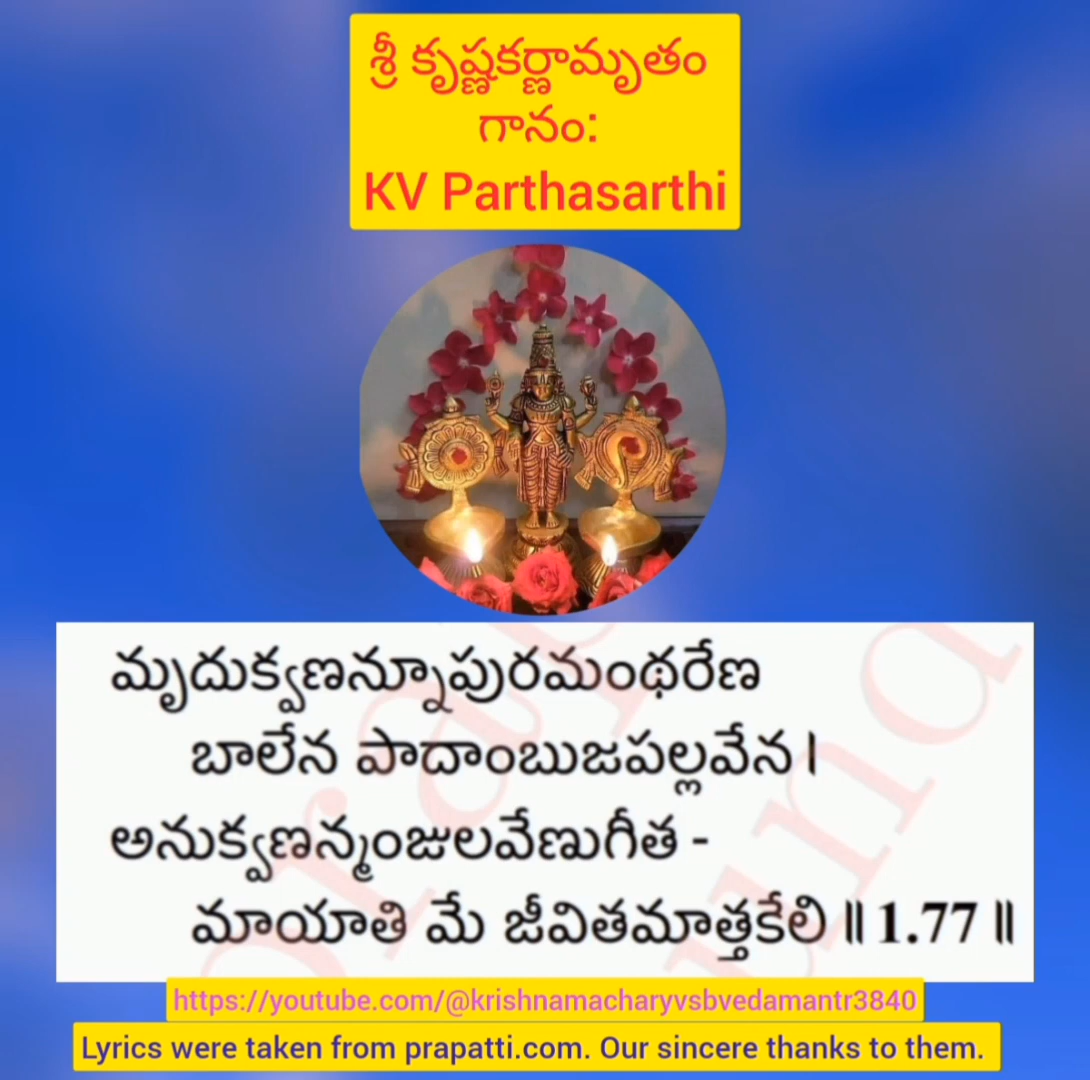 శ్రీ కృష్ణకర్ణామృతం
గానం:
KV Parthasarthi
మృదుక్వణన్నూపురమంథరేణ
బాలేన పాదాంబుజపల్లవేన।
అనుక్వణన్మంజులవేణుగీత -
మాయాతి మే జీవితమాత్తకేలి॥ 1.77 ॥
https://youtube.com/@krishnamacharyvsbvedamantr3840
Lyrics were taken from prapatti.com. Our sincere thanks to them.